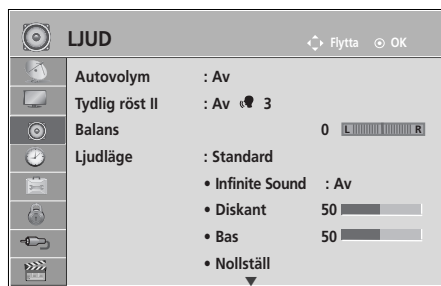 LJUD Flytta OK
Autovolym : Av
Tydlig röst II : Av 3
Balans 0 L R
Ljudläge : Standard
• Infinite Sound : Av
• Diskant 50
• Bas 50
• Nollställ